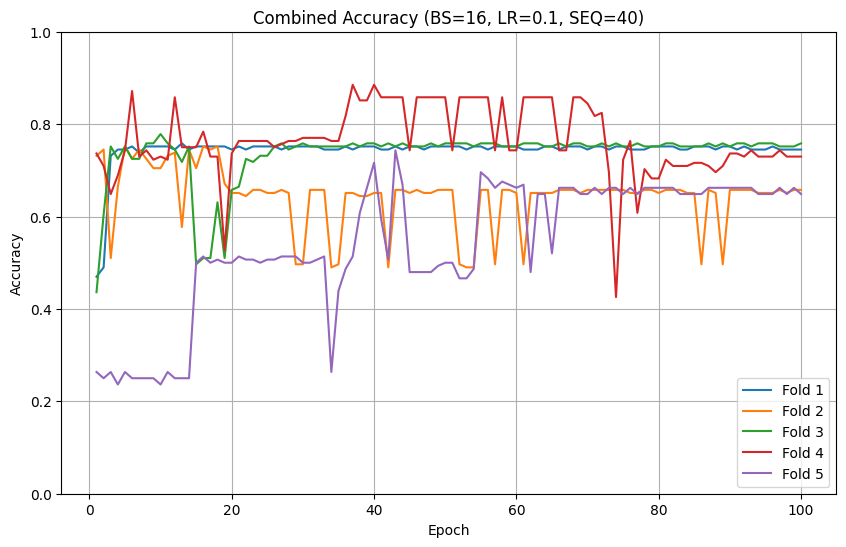 Combined Accuracy (BS=16, LR=0.1, SEQ=40)
1.0
0.8
0.6
0.4
0.2
0.0
Accuracy
0 20 40 60 80 100
Epoch
Fold 1
Fold 2
Fold 3
Fold 4
Fold 5